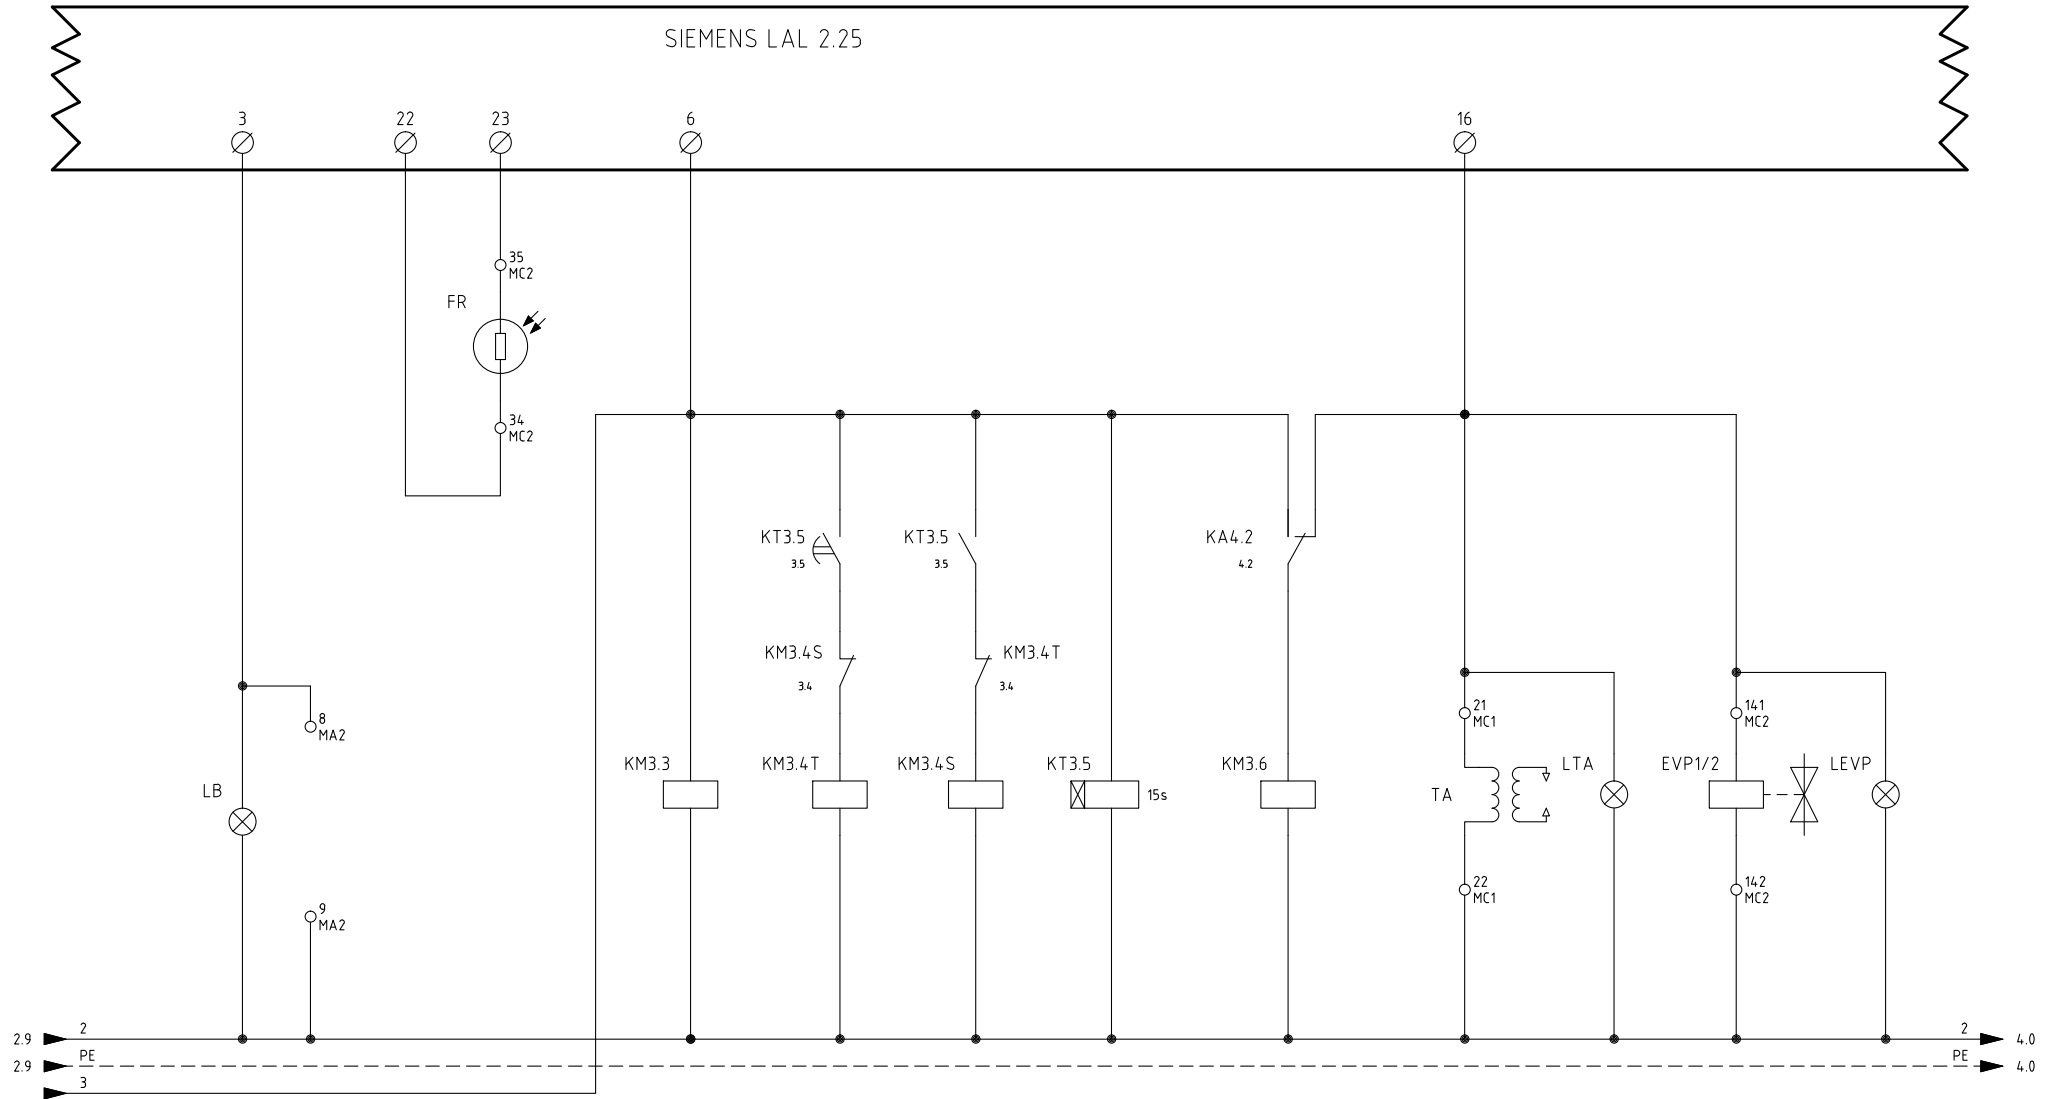 SIEMENS LAL 2.25
3 22 23 6 16
35
MC2
FR
34
MC2
KT3.5 KT3.5 KA4.2
3.5 3.5 4.2
KM3.4S KM3.4T
3.4 3.4
8 21 141
MA2 MC1 MC2
KM3.3 KM3.4T KM3.4S KT3.5 KM3.6 LTA EVP1/2 LEVP
LB 15s TA
22 142
MC1 MC2
9
MA2
2.9 2 2 4.0
2.9 PE PE 4.0
3